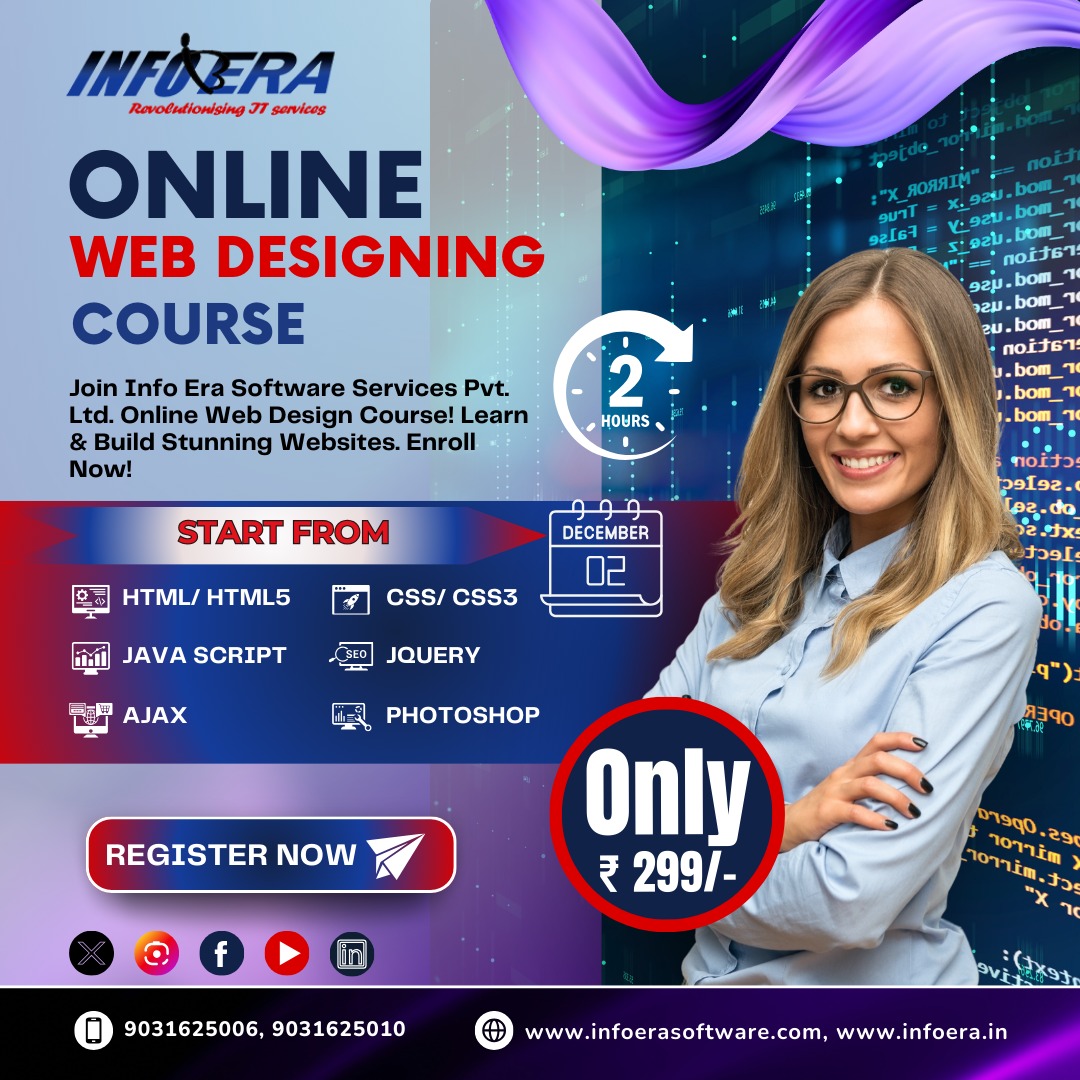 INFOERA
Revolutionising IT services
ONLINE
WEB DESIGNING
COURSE
Join Info Era Software Services Pvt.
Ltd. Online Web Design Course! Learn
& Build Stunning Websites. Enroll
Now!
2
HOURS
START FROM
DECEMBER
02
HTML/ HTML5
CSS/ CSS3
JAVA SCRIPT
SEO
JQUERY
AJAX
PHOTOSHOP
Only
₹ 299/-
REGISTER NOW
9031625006, 9031625010
www.infoerasoftware.com, www.infoera.in